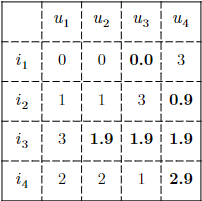 u₁ u₂ u₃ u₄
i₁ 0 0 0.0 3
i₂ 1 1 3 0.9
i₃ 3 1.9 1.9 1.9
i₄ 2 2 1 2.9